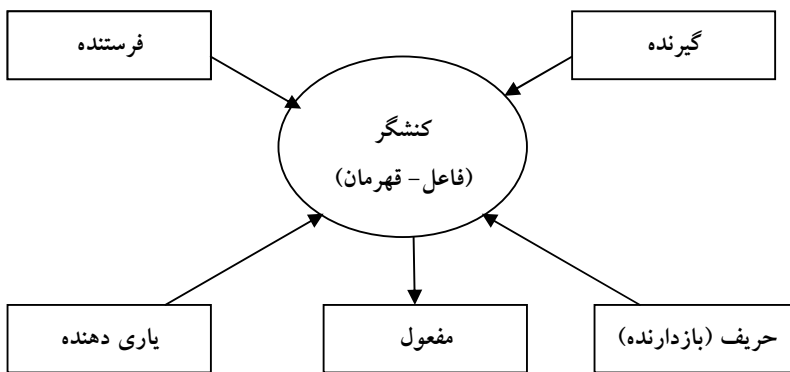 گیرنده
فرستنده
کنشگر
(فاعل- قهرمان)
حریف (بازدارنده)
مفعول
یاری دهنده